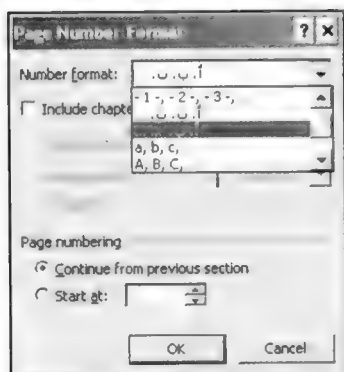 Page Number Format
Number format:
Include chapte
- 1 -, - 2 -, - 3 -,
a, b, c,
A, B, C,
Page numbering
Continue from previous section
Start at:
OK
Cancel